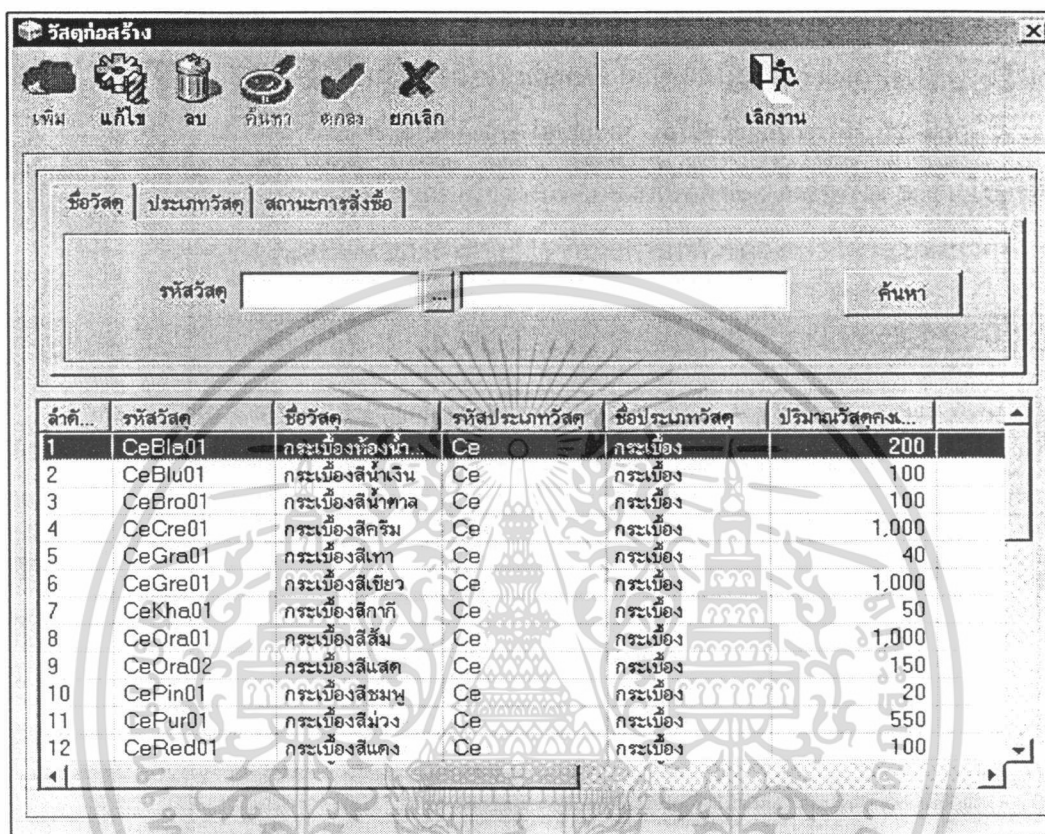 วัสดุก่อสร้าง
เพิ่ม แก้ไข ลบ ค้นหา ตกลง ยกเลิก เลิกงาน
ชื่อวัสดุ ประเภทวัสดุ สถานะการสั่งซื้อ
รหัสวัสดุ ... ค้นหา
ลำดั... รหัสวัสดุ ชื่อวัสดุ รหัสประเภทวัสดุ ชื่อประเภทวัสดุ ปริมาณวัสดุคงเ...
1 CeBla01 กระเบื้องห้องน้ำ... Ce กระเบื้อง 200
2 CeBlu01 กระเบื้องสีน้ำเงิน Ce กระเบื้อง 100
3 CeBro01 กระเบื้องสีน้ำตาล Ce กระเบื้อง 100
4 CeCre01 กระเบื้องสีครีม Ce กระเบื้อง 1,000
5 CeGra01 กระเบื้องสีเทา Ce กระเบื้อง 40
6 CeGre01 กระเบื้องสีเขียว Ce กระเบื้อง 1,000
7 CeKha01 กระเบื้องสีกากี Ce กระเบื้อง 50
8 CeOra01 กระเบื้องสีส้ม Ce กระเบื้อง 1,000
9 CeOra02 กระเบื้องสีแสด Ce กระเบื้อง 150
10 CePin01 กระเบื้องสีชมพู Ce กระเบื้อง 20
11 CePur01 กระเบื้องสีม่วง Ce กระเบื้อง 550
12 CeRed01 กระเบื้องสีแดง Ce กระเบื้อง 100